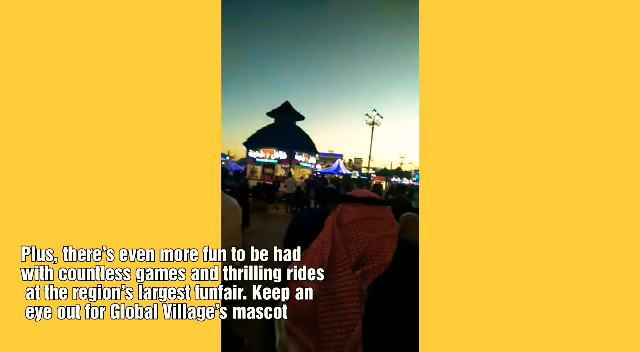 Plus, there's even more fun to be had
with countless games and thrilling rides
at the region's largest funfair. Keep an
eye out for Global Village's mascot